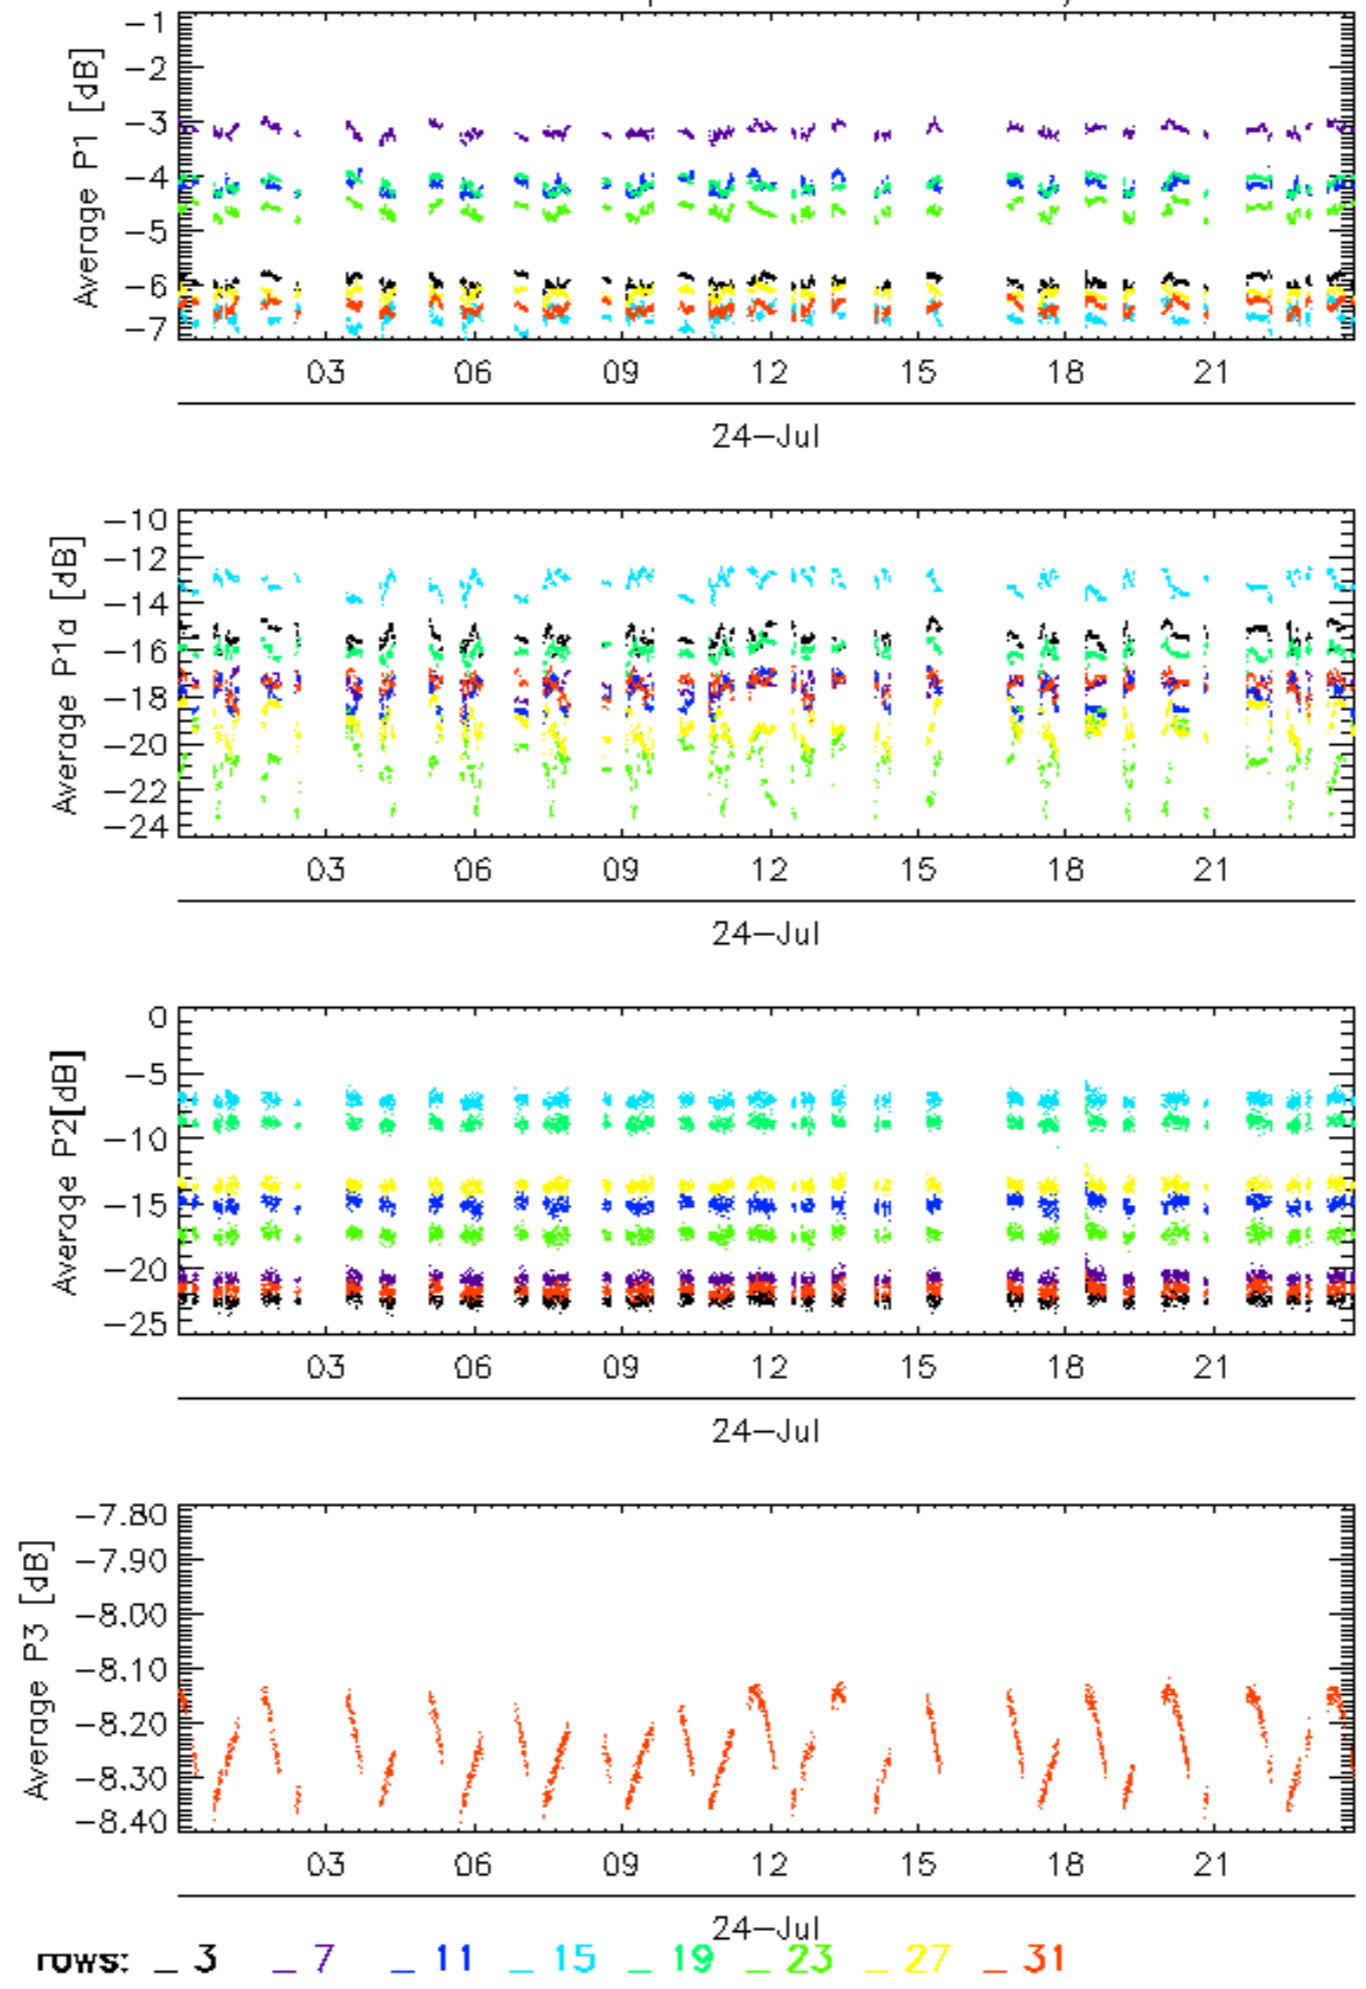 -1
-2
-3
-4
-5
-6
-7
Average P1 [dB]
03 06 09 12 15 18 21
24-Jul
-10
-12
-14
-16
-18
-20
-22
-24
Average P1a [dB]
03 06 09 12 15 18 21
24-Jul
0
-5
-10
-15
-20
-25
Average P2[dB]
03 06 09 12 15 18 21
24-Jul
-7.80
-7.90
-8.00
-8.10
-8.20
-8.30
-8.40
Average P3 [dB]
03 06 09 12 15 18 21
24-Jul
rows: _ 3 _ 7 _ 11 _ 15 _ 19 _ 23 _ 27 _ 31